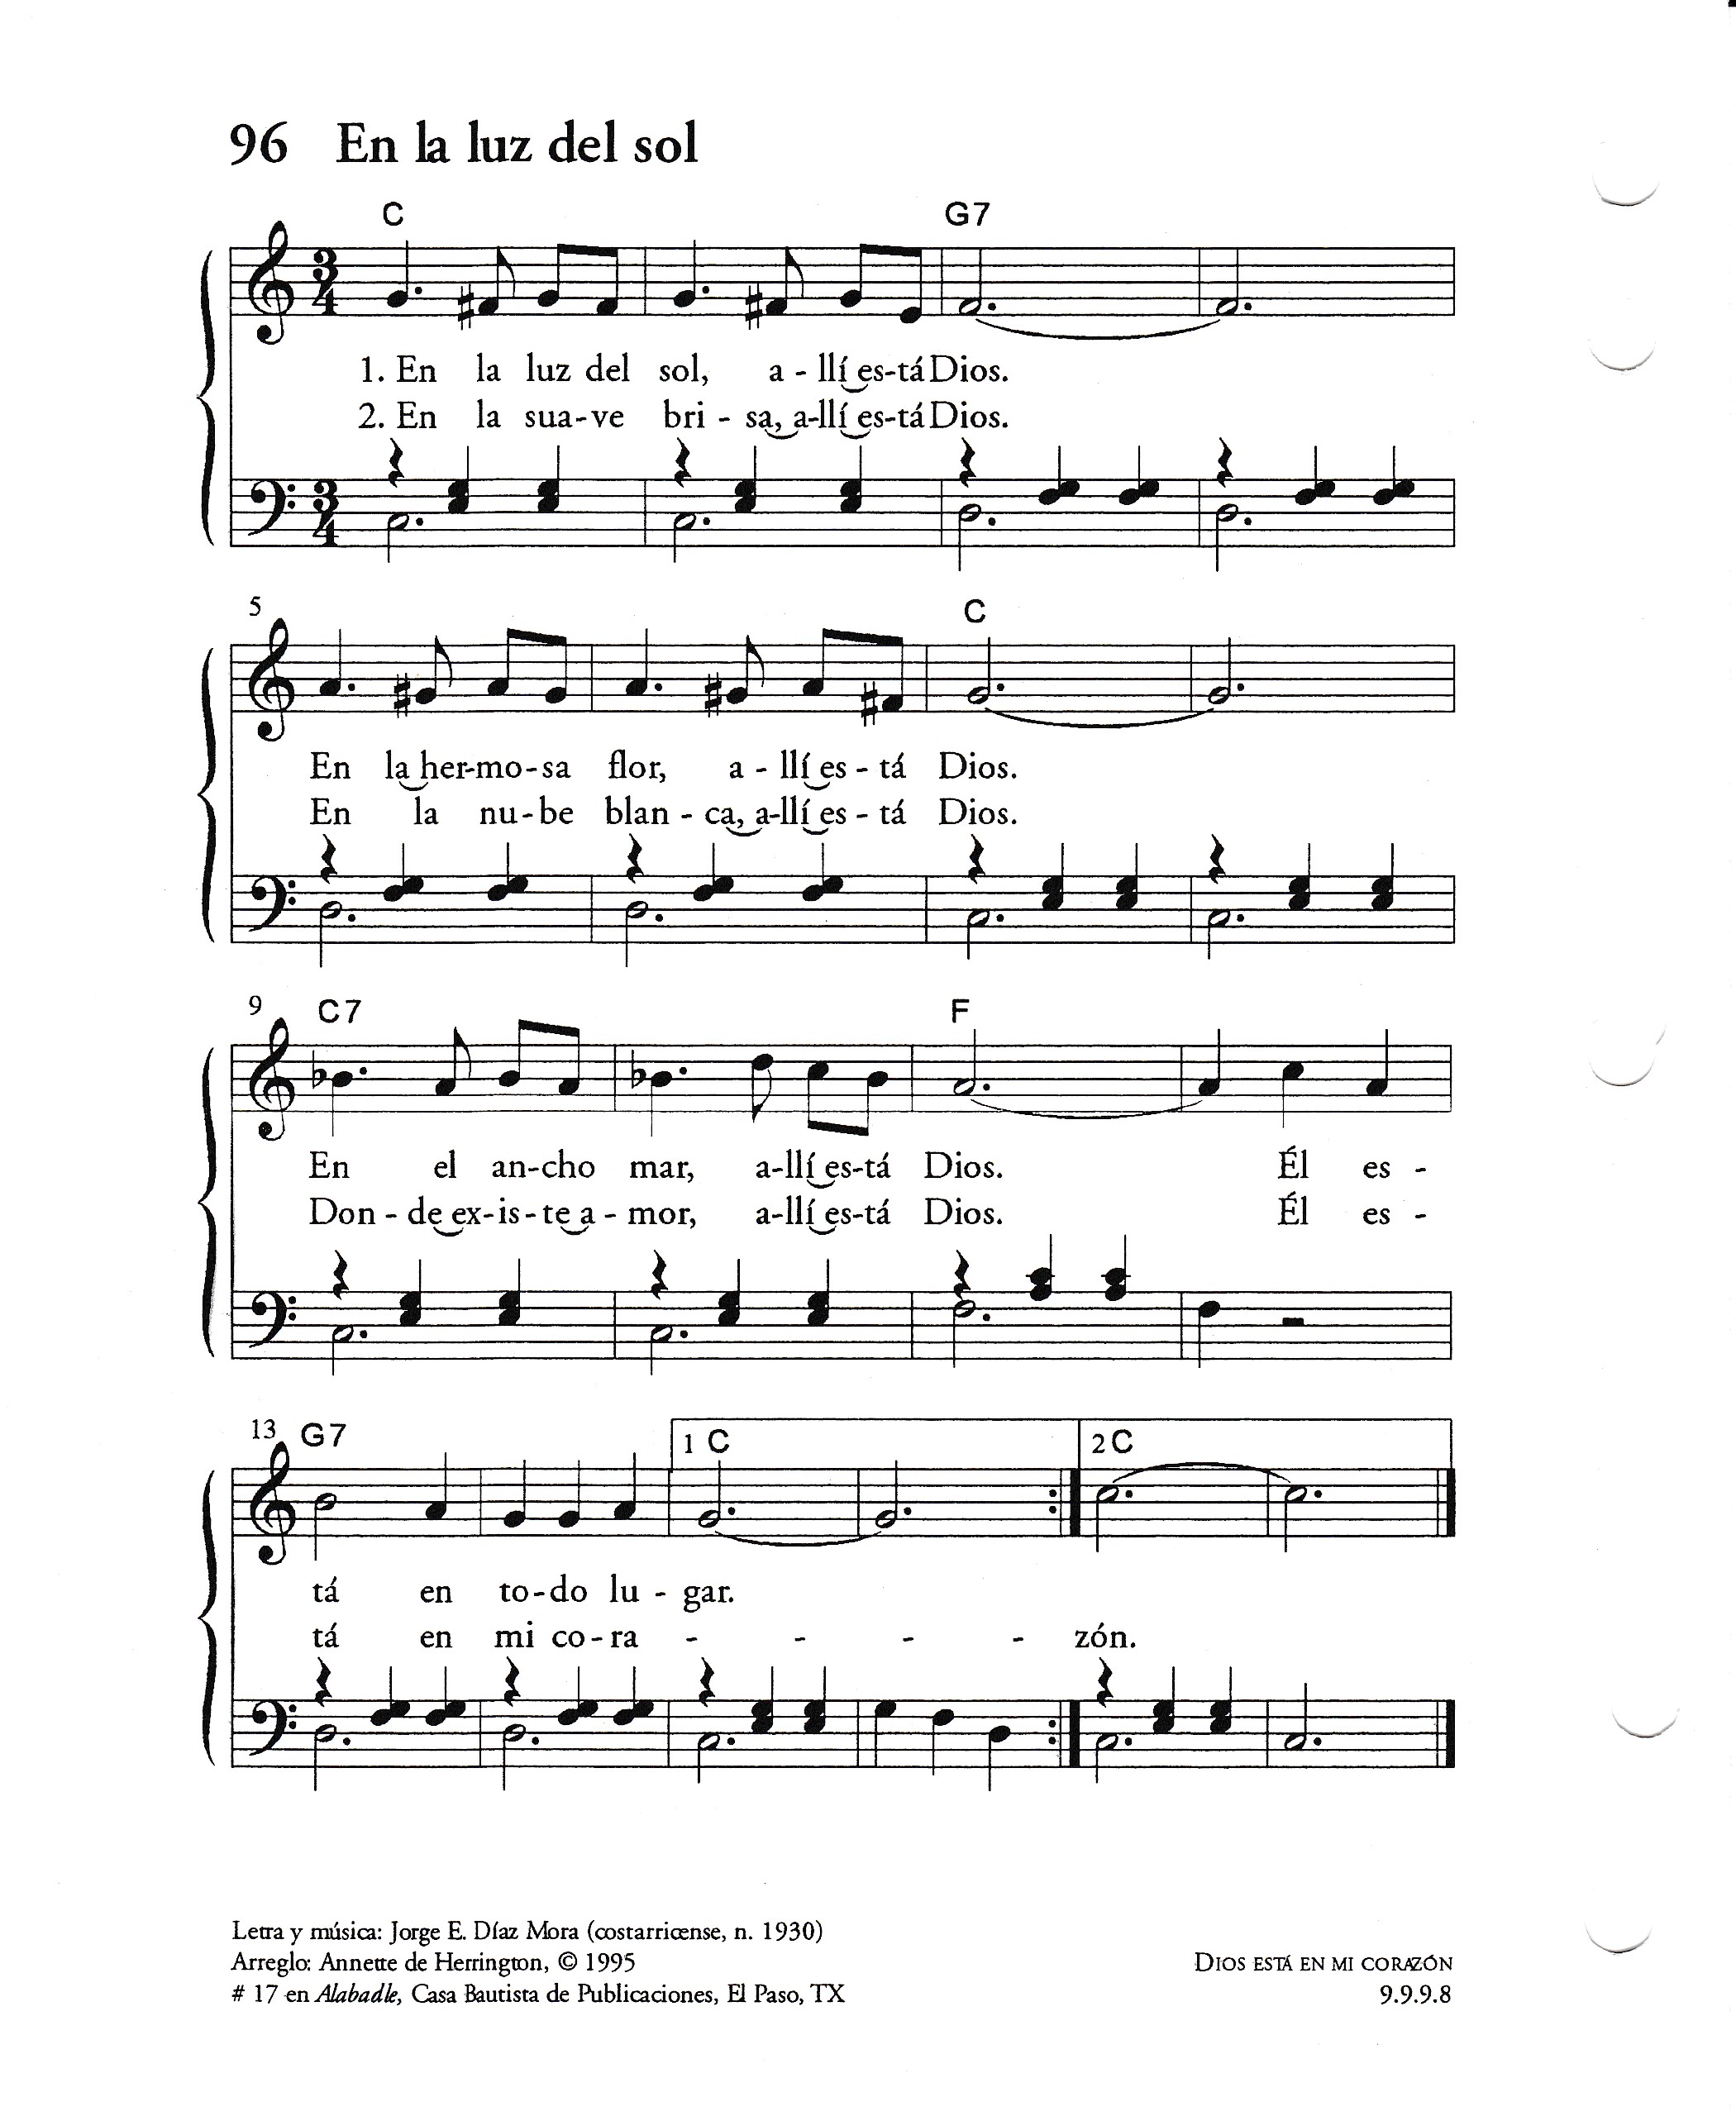 96 En la luz del sol
C G7
3 4
1. En la luz del sol, a - llí es-tá Dios.
2. En la sua-ve bri - sa, a-llí es-tá Dios.
3 4
5 C
En la her-mo-sa flor, a - llí es - tá Dios.
En la nu-be blan - ca, a-llí es - tá Dios.
9 C7 F
En el an-cho mar, a-llí es-tá Dios. Él es -
Don - de ex-is-te a - mor, a-llí es-tá Dios. Él es -
13 G7 1 C 2 C
tá en to-do lu - gar.
tá en mi co-ra - - - - zón.
Letra y música: Jorge E. Díaz Mora (costarricense, n. 1930)
Arreglo: Annette de Herrington, © 1995 DIOS ESTÁ EN MI CORAZÓN
# 17 en Alabadle, Casa Bautista de Publicaciones, El Paso, TX 9.9.9.8